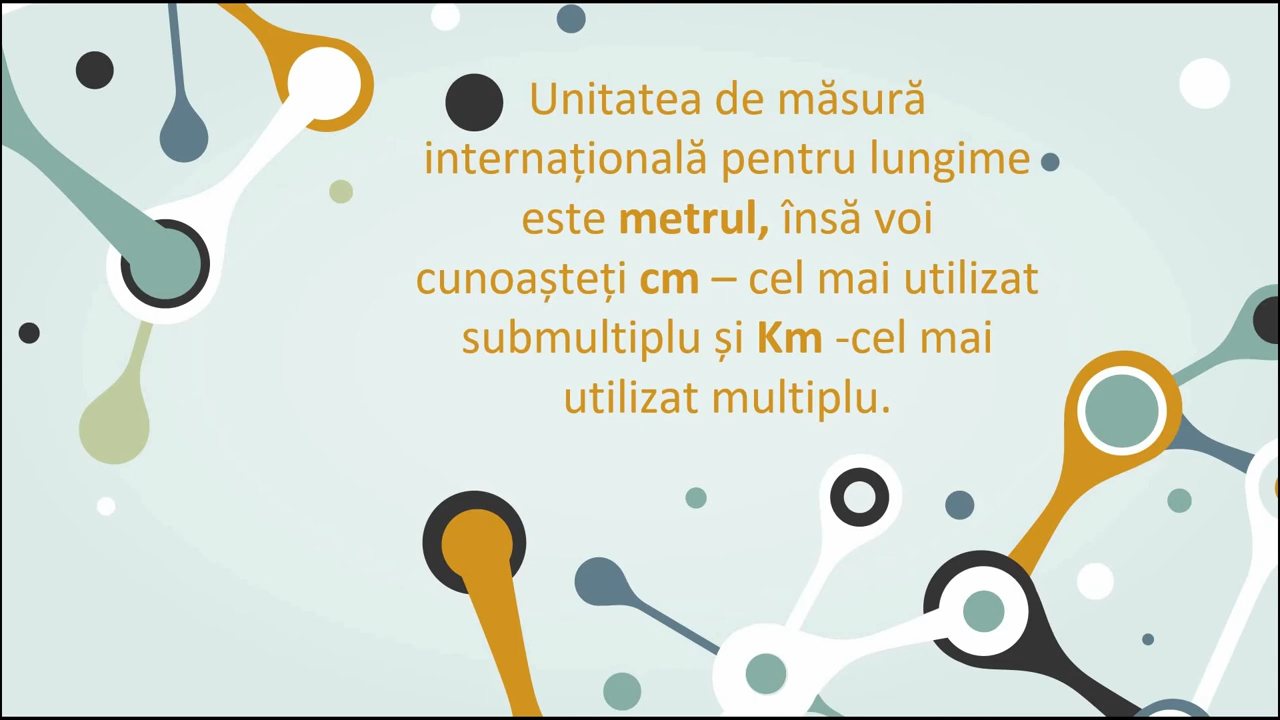 Unitatea de măsură
internațională pentru lungime
este metrul, însă voi
cunoașteți cm – cel mai utilizat
submultiplu și Km -cel mai
utilizat multiplu.